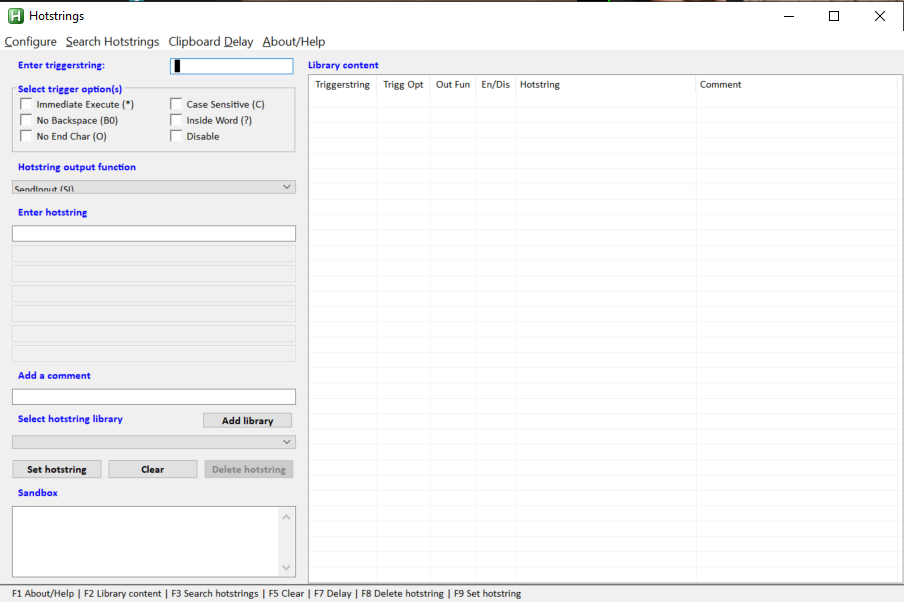 Hotstrings
Configure Search Hotstrings Clipboard Delay About/Help
Enter triggerstring:
Select trigger option(s)
Immediate Execute (*) Case Sensitive (C)
No Backspace (B0) Inside Word (?)
No End Char (O) Disable
Hotstring output function
SendInput (SI)
Enter hotstring
Add a comment
Select hotstring library Add library
Set hotstring Clear Delete hotstring
Sandbox
Library content
Triggerstring Trigg Opt Out Fun En/Dis Hotstring Comment
F1 About/Help | F2 Library content | F3 Search hotstrings | F5 Clear | F7 Delay | F8 Delete hotstring | F9 Set hotstring